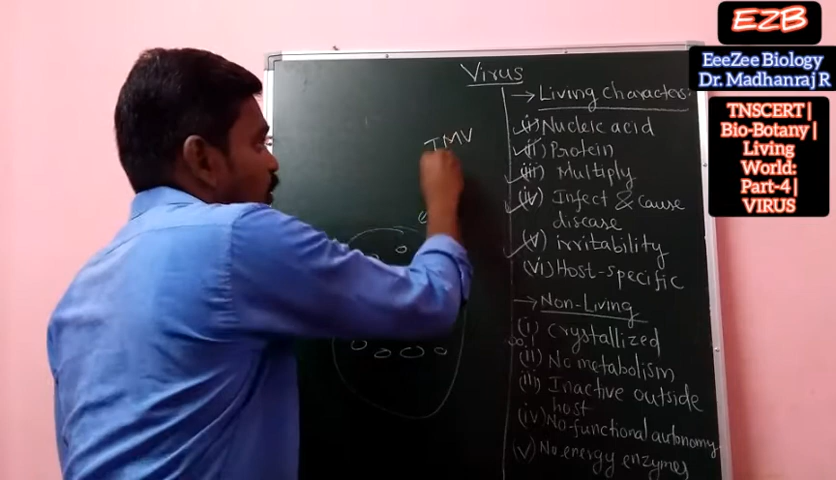 EZB
EeeZee Biology
Dr. Madhanraj R
TNSCERT|
Bio-Botany|
Living
World:
Part-4|
VIRUS
Virus
TMV
→ Living characters:
(i) Nucleic acid
(ii) Protein
(iii) Multiply
(iv) Infect & cause
disease
(v) irritability
(vi) Host-specific
→ Non-Living
(i) Crystallized
(ii) No metabolism
(iii) Inactive outside
host
(iv) No-functional autonomy
(v) No energy enzymes